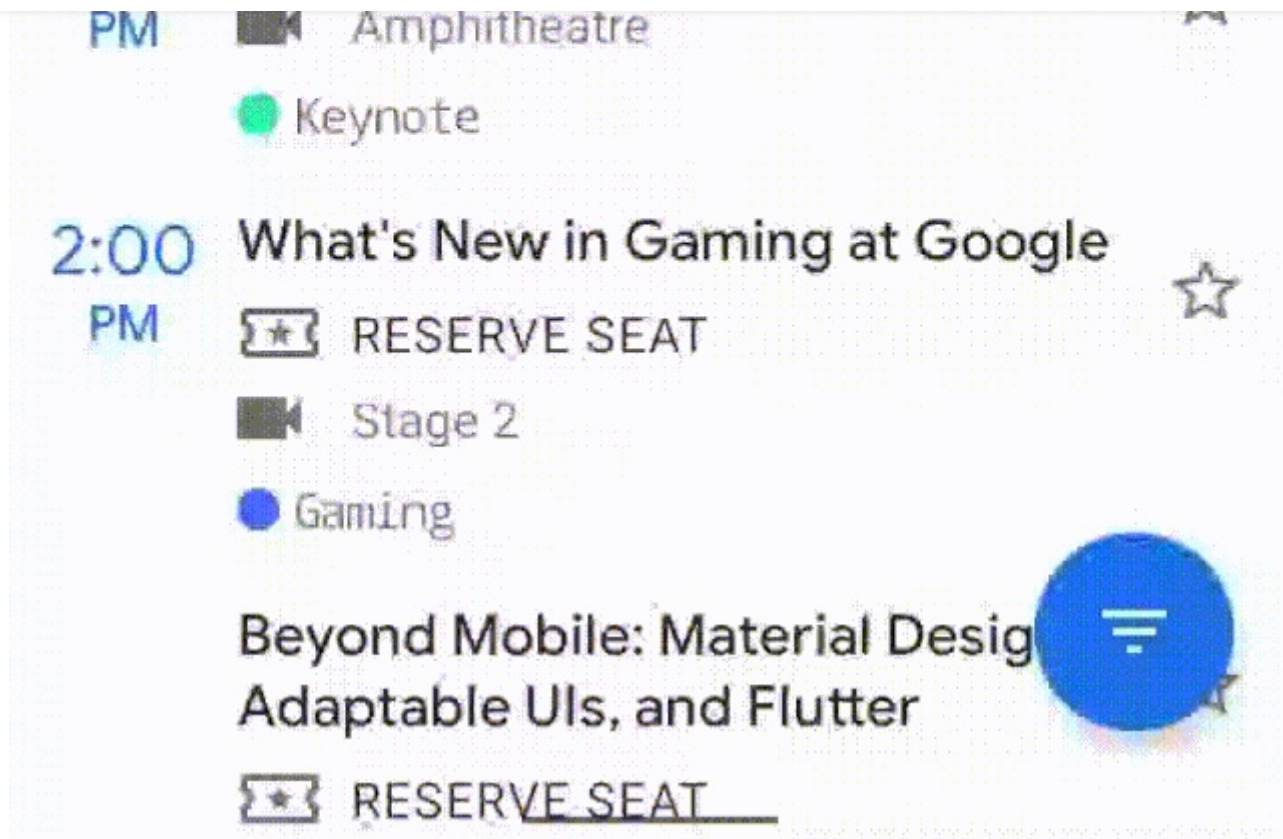 PM
Amphitheatre
Keynote
2:00
PM
What's New in Gaming at Google
RESERVE SEAT
Stage 2
Gaming
Beyond Mobile: Material Desig
Adaptable UIs, and Flutter
RESERVE SEAT